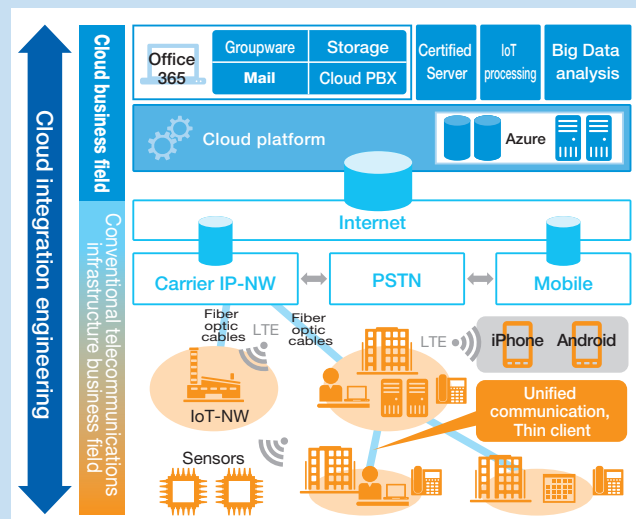 Cloud integration engineering
Cloud business field
Conventional telecommunications
infrastructure business field
Office
365
Groupware
Storage
Mail
Cloud PBX
Certified
Server
IoT
processing
Big Data
analysis
Cloud platform
Azure
Internet
Carrier IP-NW
PSTN
Mobile
Fiber
optic
cables
LTE
Fiber
optic
cables
LTE
iPhone
Android
IoT-NW
Unified
communication,
Thin client
Sensors